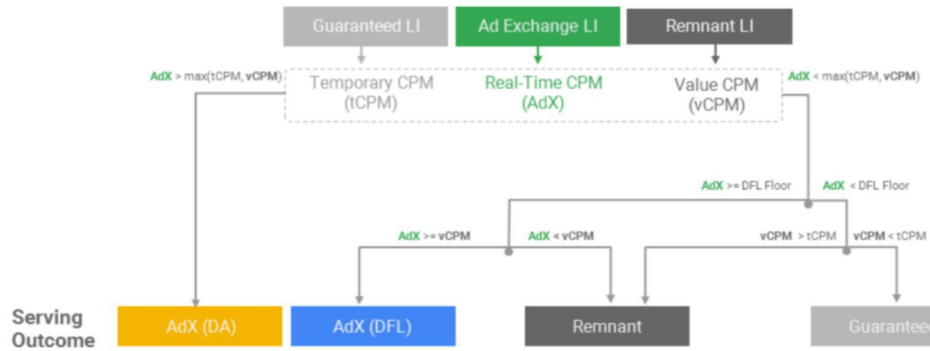 Guaranteed LI
Ad Exchange LI
Remnant LI
AdX > max(tCPM, vCPM)
Temporary CPM
(tCPM)
Real-Time CPM
(AdX)
Value CPM
(vCPM)
AdX < max(tCPM, vCPM)
AdX >= DFL Floor
AdX < DFL Floor
AdX >= vCPM
AdX < vCPM
vCPM > tCPM
vCPM < tCPM
Serving
Outcome
AdX (DA)
AdX (DFL)
Remnant
Guaranteed